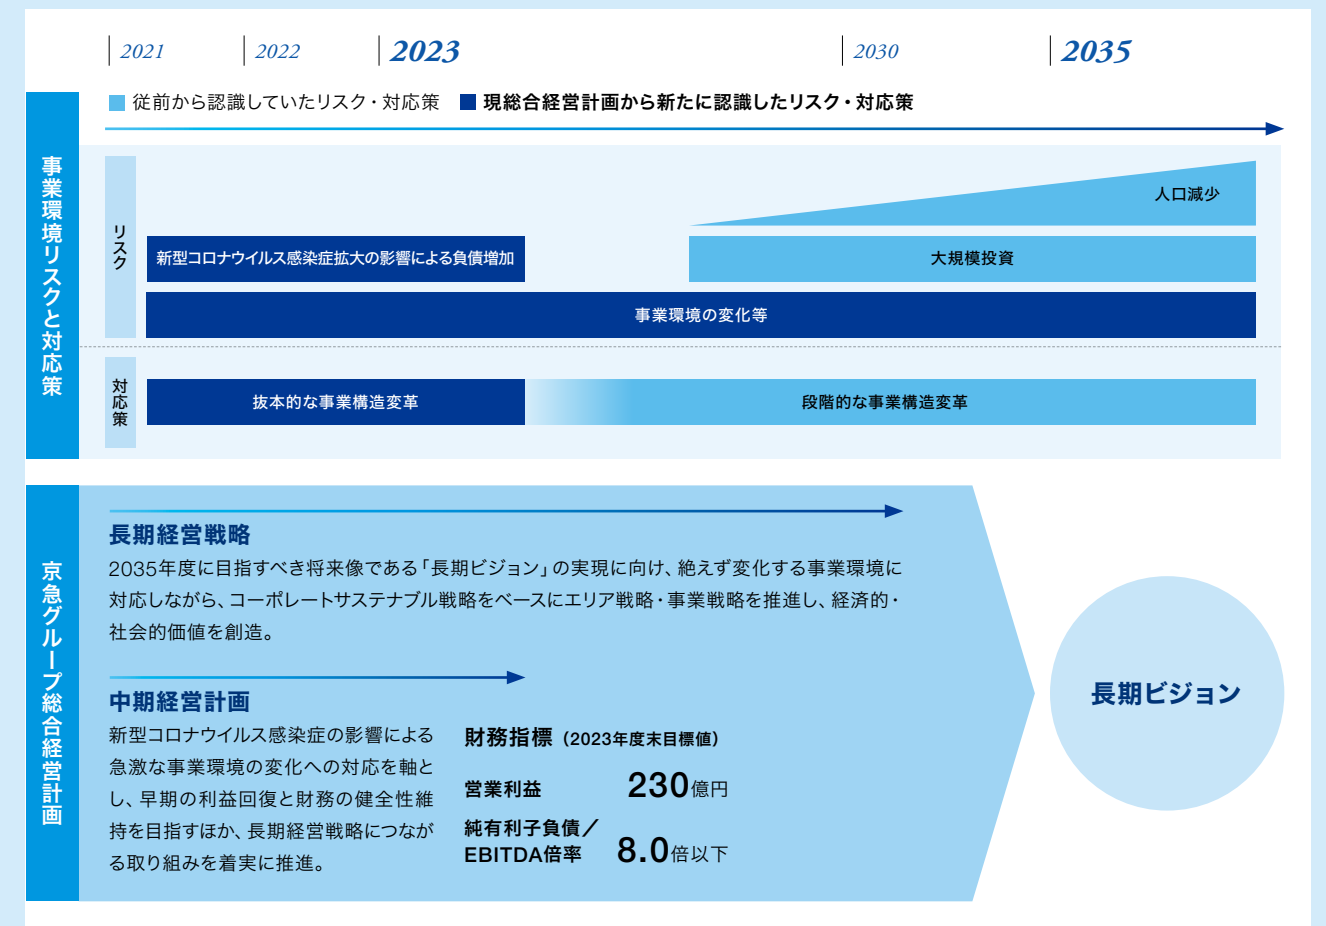 2021
2022
2023
2030
2035
従前から認識していたリスク・対応策
現総合経営計画から新たに認識したリスク・対応策
事業環境リスクと対応策
リスク
人口減少
新型コロナウイルス感染症拡大の影響による負債増加
大規模投資
事業環境の変化等
対応策
抜本的な事業構造変革
段階的な事業構造変革
京急グループ総合経営計画
長期経営戦略
2035年度に目指すべき将来像である「長期ビジョン」の実現に向け、絶えず変化する事業環境に
対応しながら、コーポレートサステナブル戦略をベースにエリア戦略・事業戦略を推進し、経済的・
社会的価値を創造。
中期経営計画
新型コロナウイルス感染症の影響による
急激な事業環境の変化への対応を軸と
し、早期の利益回復と財務の健全性維
持を目指すほか、長期経営戦略につなが
る取り組みを着実に推進。
財務指標（2023年度末目標値）
営業利益 230億円
純有利子負債／
EBITDA倍率 8.0倍以下
長期ビジョン